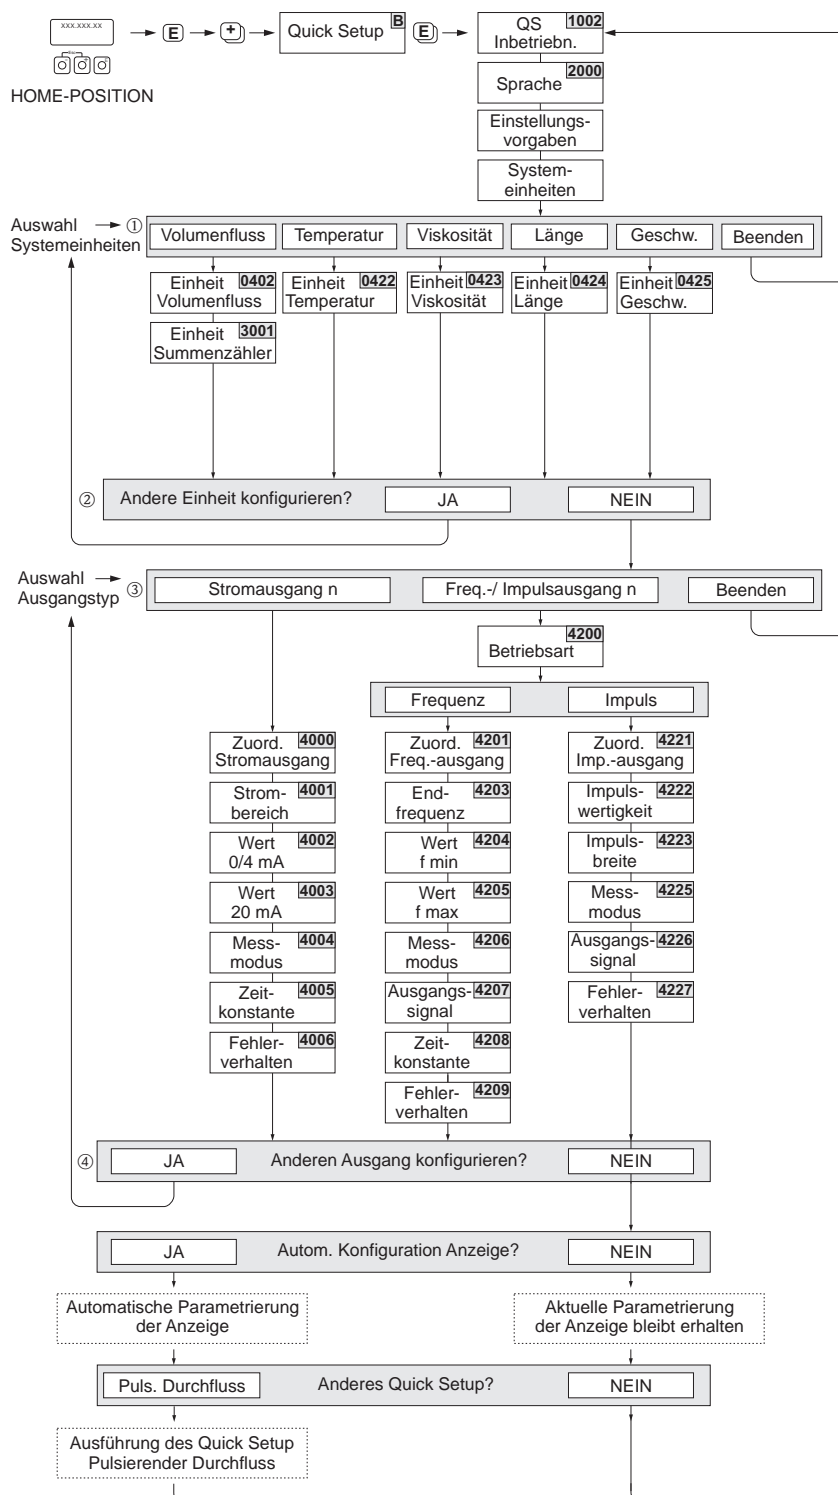 xxx.xxx.xx
Esc
E
+
Quick Setup
B
E
QS
1002
Inbetriebn.
HOME-POSITION
Sprache
2000
Einstellungs-
vorgaben
System-
einheiten
Auswahl
Systemeinheiten
①
Volumenfluss
Temperatur
Viskosität
Länge
Geschw.
Beenden
Einheit
0402
Volumenfluss
Einheit
0422
Temperatur
Einheit
0423
Viskosität
Einheit
0424
Länge
Einheit
0425
Geschw.
Einheit
3001
Summenzähler
②
Andere Einheit konfigurieren?
JA
NEIN
Auswahl
Ausgangstyp
③
Stromausgang n
Freq.-/ Impulsausgang n
Beenden
4200
Betriebsart
Frequenz
Impuls
Zuord.
4000
Stromausgang
Zuord.
4201
Freq.-ausgang
Zuord.
4221
Imp.-ausgang
Strom-
4001
bereich
End-
4203
frequenz
Impuls-
4222
wertigkeit
Wert
4002
0/4 mA
Wert
4204
f min
Impuls-
4223
breite
Wert
4003
20 mA
Wert
4205
f max
Mess-
4225
modus
Mess-
4004
modus
Mess-
4206
modus
Ausgangs-
4226
signal
Zeit-
4005
konstante
Ausgangs-
4207
signal
Fehler-
4227
verhalten
Fehler-
4006
verhalten
Zeit-
4208
konstante
Fehler-
4209
verhalten
④
JA
Anderen Ausgang konfigurieren?
NEIN
JA
Autom. Konfiguration Anzeige?
NEIN
Automatische Parametrierung
der Anzeige
Aktuelle Parametrierung
der Anzeige bleibt erhalten
Puls. Durchfluss
Anderes Quick Setup?
NEIN
Ausführung des Quick Setup
Pulsierender Durchfluss